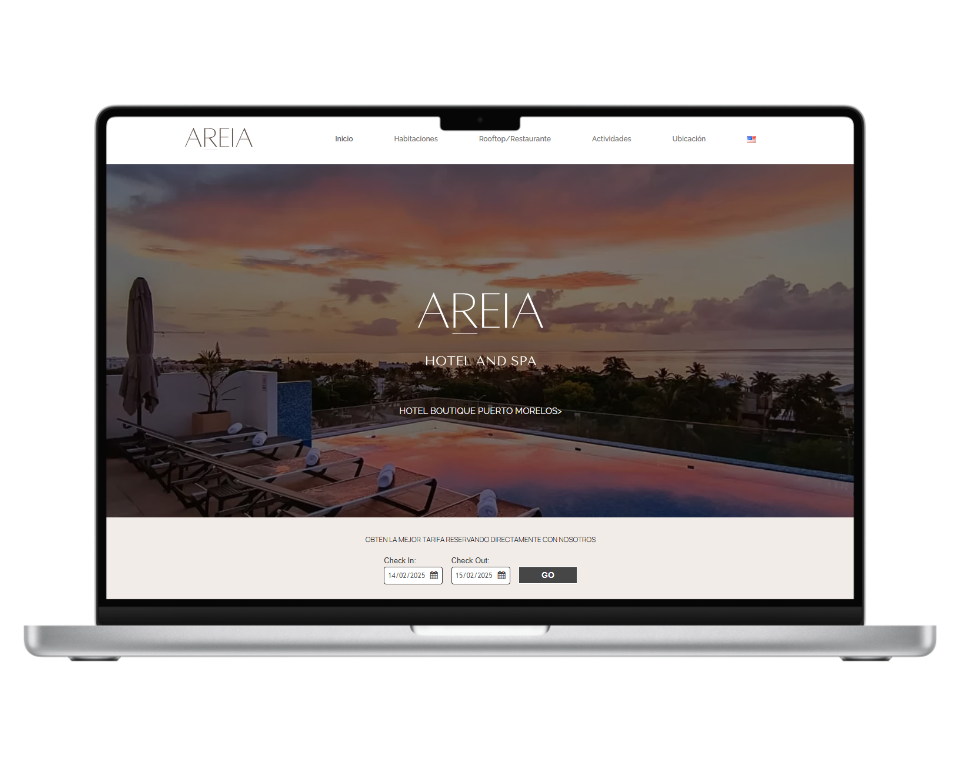 AREIA
Inicio
Habitaciones
Rooftop/Restaurante
Actividades
Ubicación
AREIA
HOTEL AND SPA
HOTEL BOUTIQUE PUERTO MORELOS>
OBTEN LA MEJOR TARIFA RESERVANDO DIRECTAMENTE CON NOSOTROS
Check In:
Check Out:
14/02/2025
15/02/2025
GO